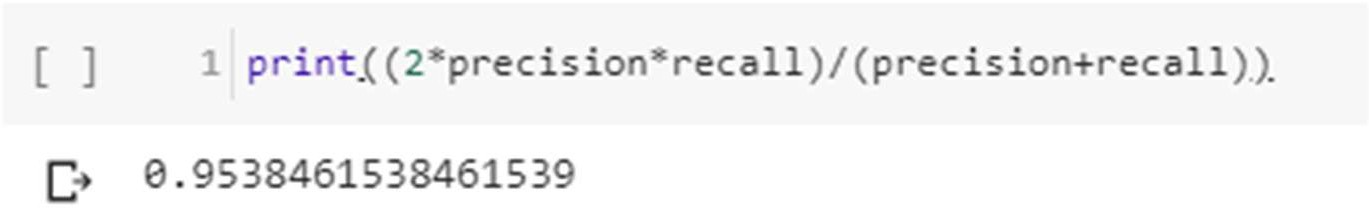 [ ] 1 print((2*precision*recall)/(precision+recall))
0.9538461538461539